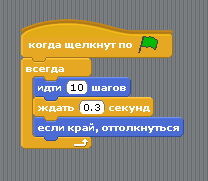 когда щелкнут по
всегда
идти 10 шагов
ждать 0.3 секунд
если край, оттолкнуться